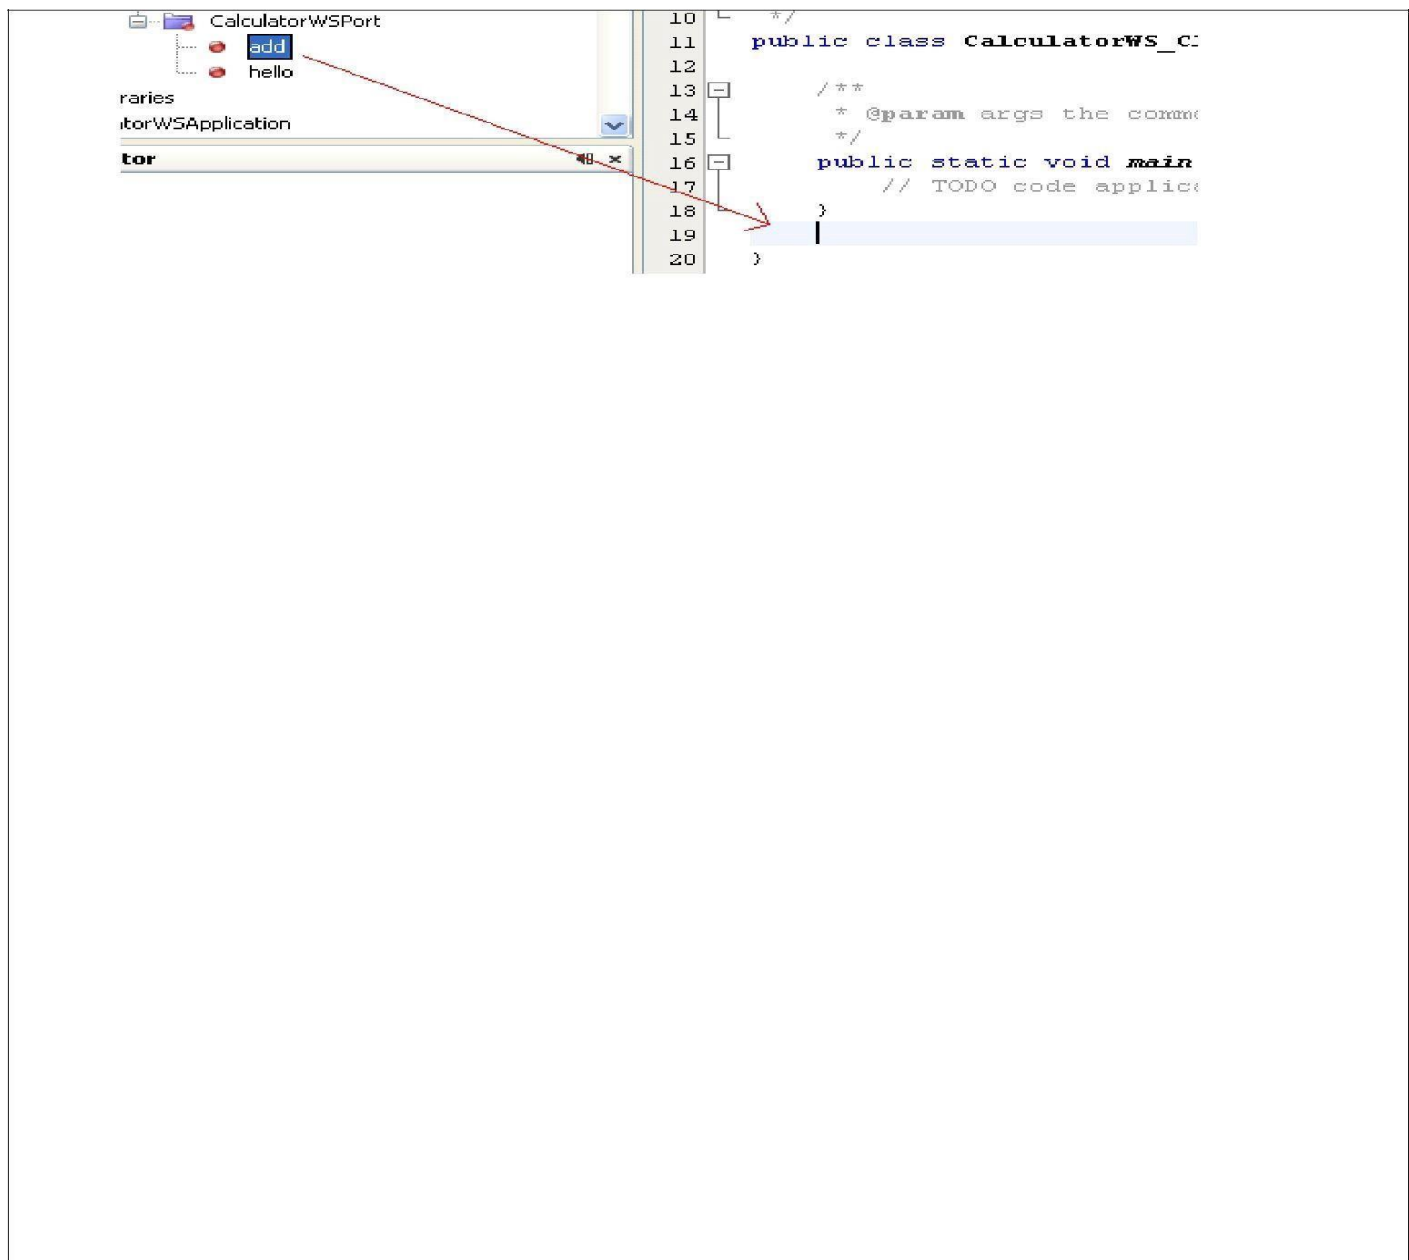 CalculatorWSPort
add
hello
raries
torWSApplication
tor
10 */
11 public class CalculatorWS_C
12
13 /**
14 * @param args the comm
15 */
16 public static void main
17 // TODO code applic
18 }
19
20 }